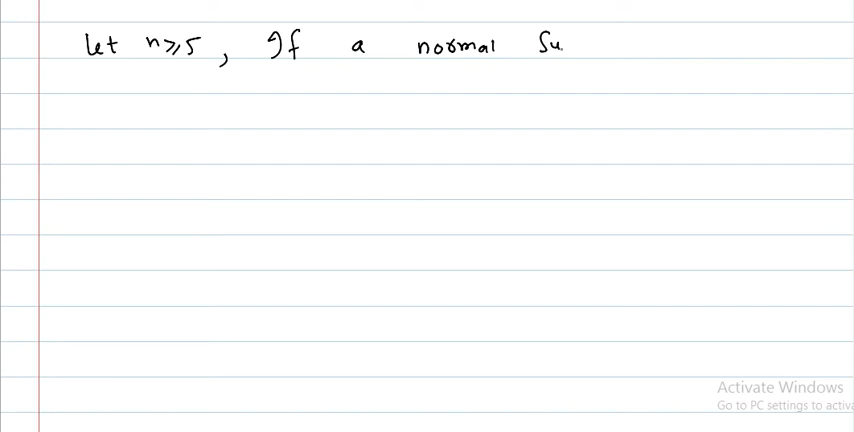 let n⩾5, If a normal Su
Activate Windows
Go to PC settings to activa